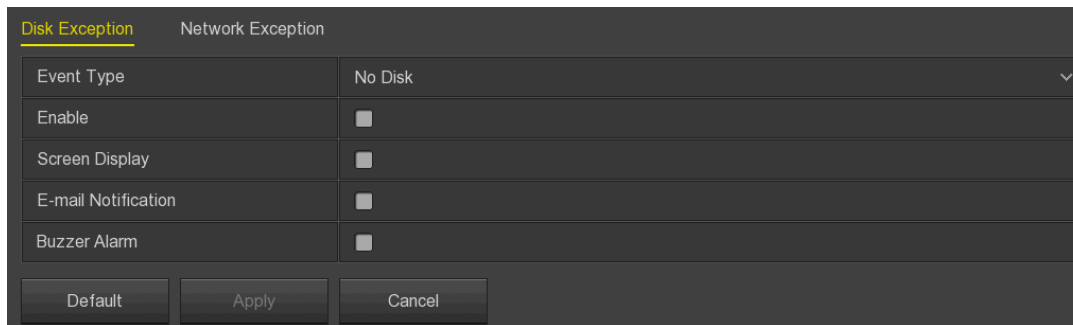 Disk Exception Network Exception
Event Type No Disk
Enable
Screen Display
E-mail Notification
Buzzer Alarm
Default Apply Cancel